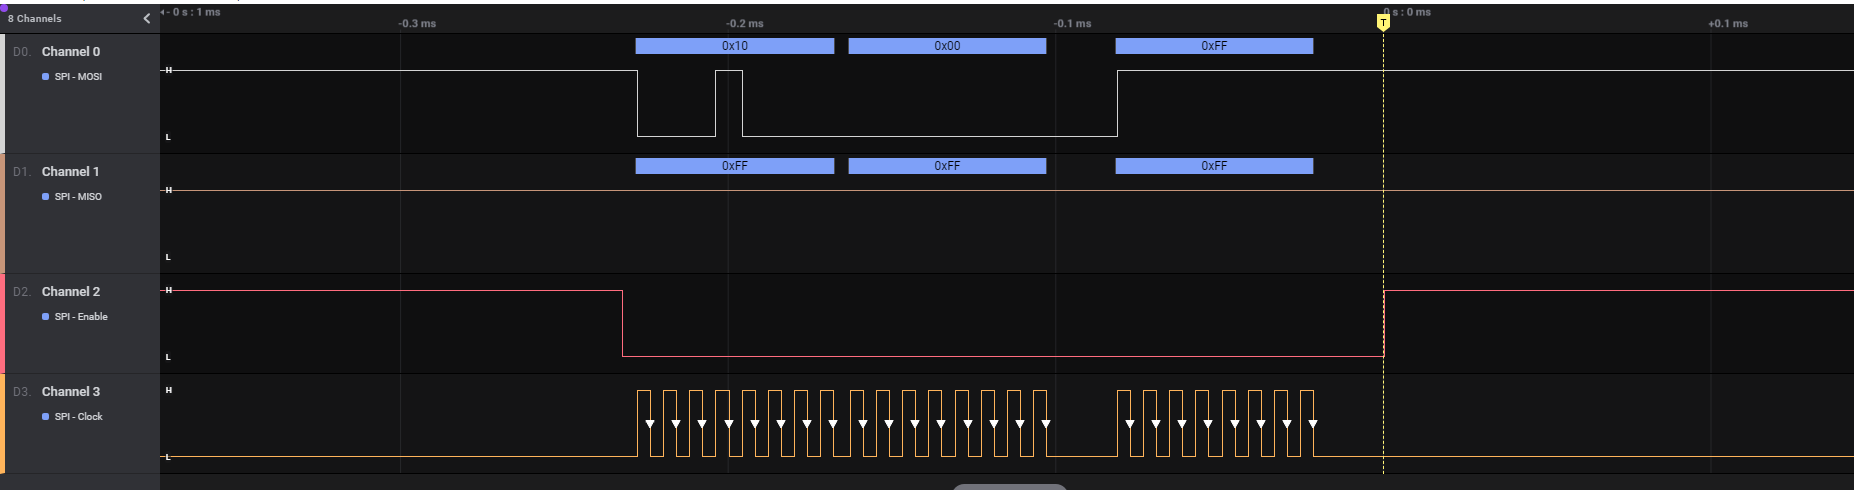 8 Channels
- 0 s : 1 ms
0 s : 0 ms
-0.3 ms
-0.2 ms
-0.1 ms
T
+0.1 ms
D0. Channel 0
SPI - MOSI
H
L
0x10
0x00
0xFF
D1. Channel 1
SPI - MISO
H
L
0xFF
0xFF
0xFF
D2. Channel 2
SPI - Enable
H
L
D3. Channel 3
SPI - Clock
H
L